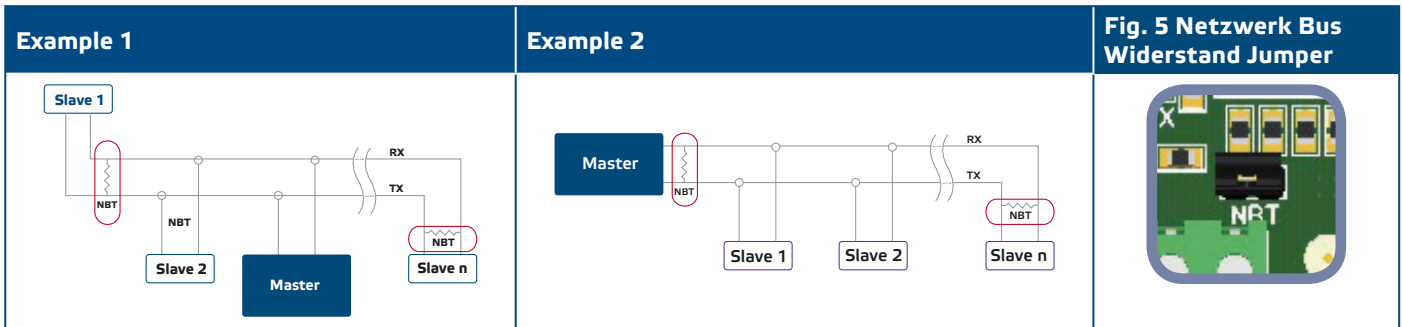 Example 1
Example 2
Fig. 5 Netzwerk Bus
Widerstand Jumper
Slave 1
RX
TX
NBT
NBT
NBT
Slave 2
Slave n
Master
Master
RX
TX
NBT
NBT
Slave 1
Slave 2
Slave n
X
NBT